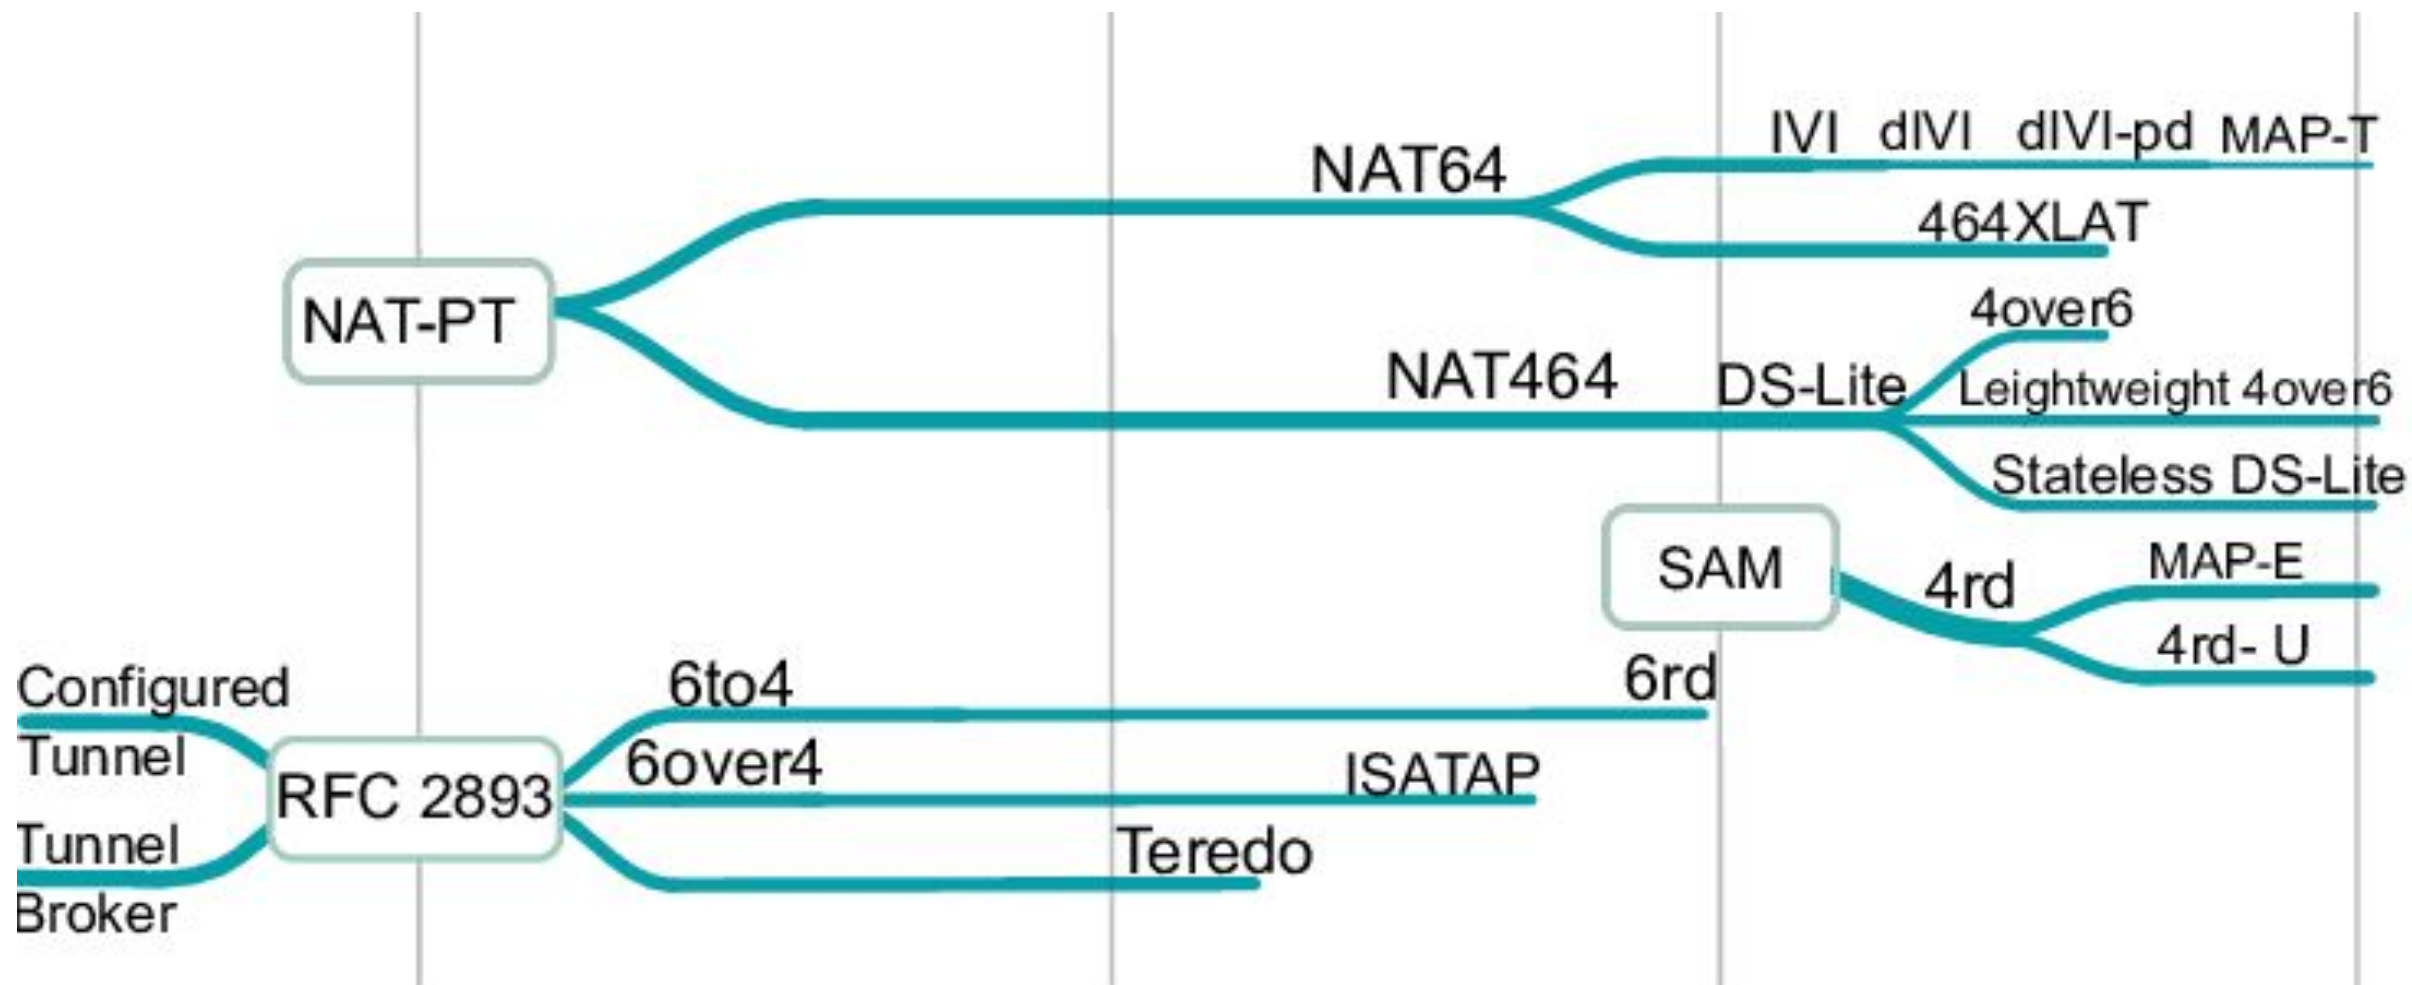 IVI dIVI dIVI-pd MAP-T
NAT64
464XLAT
NAT-PT
4over6
NAT464 DS-Lite
Leightweight 4over6
Stateless DS-Lite
SAM
MAP-E
4rd
4rd- U
6rd
Configured
Tunnel
6to4
RFC 2893
6over4
ISATAP
Tunnel
Broker
Teredo